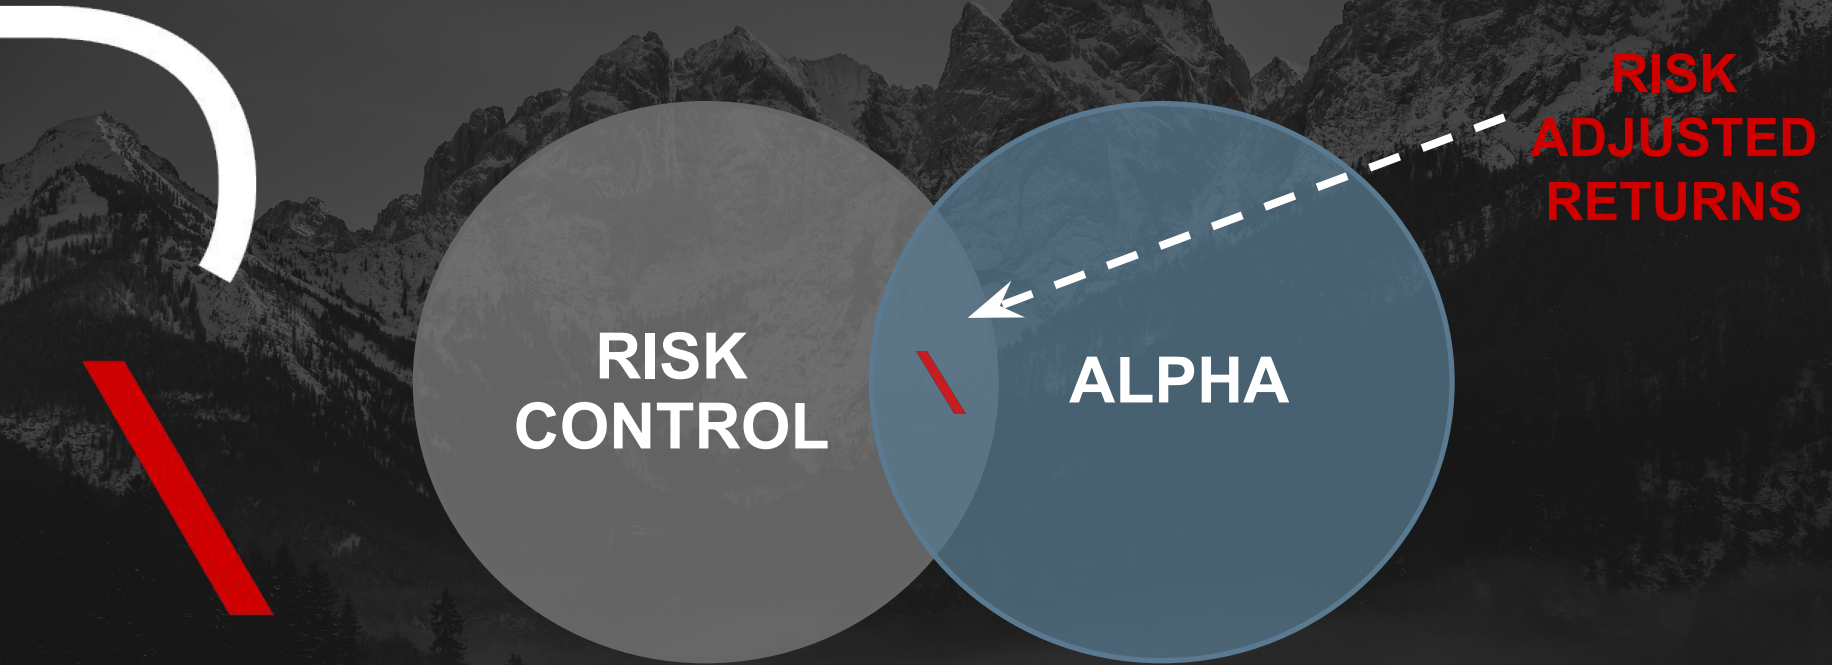 RISK
CONTROL
ALPHA
RISK
ADJUSTED
RETURNS